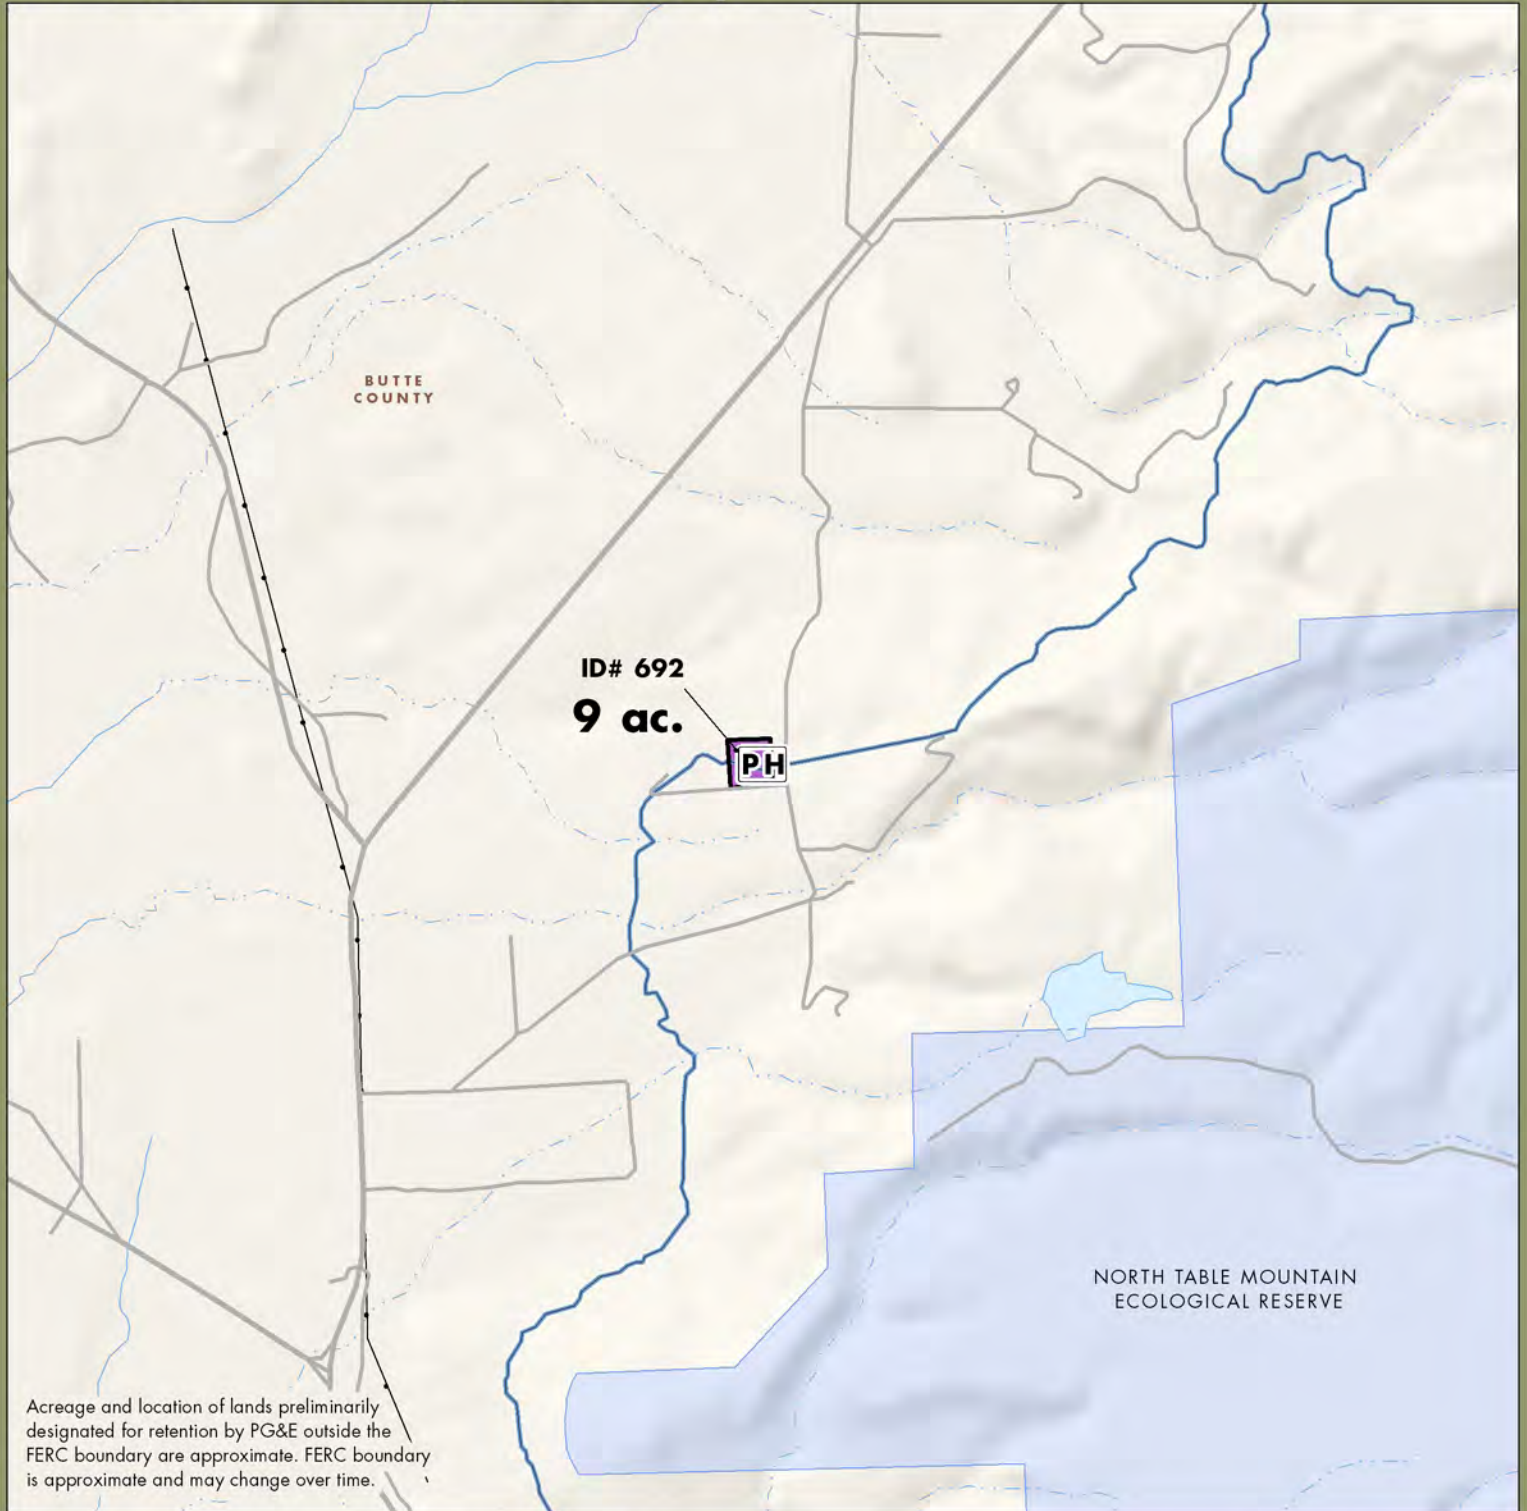 BUTTE
COUNTY
ID# 692
9 ac.
PH
NORTH TABLE MOUNTAIN
ECOLOGICAL RESERVE
Acreage and location of lands preliminarily
designated for retention by PG&E outside the
FERC boundary are approximate. FERC boundary
is approximate and may change over time.